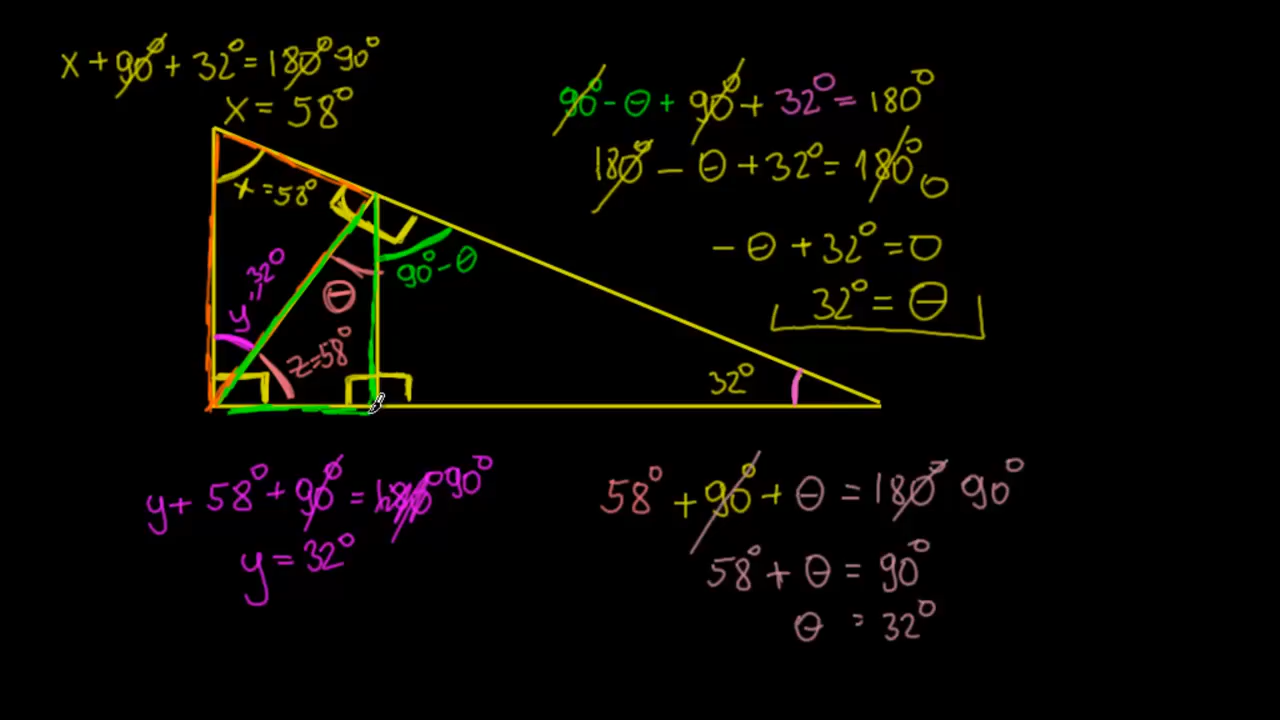 x + 90° + 32° = 180° 90°
x = 58°
90° - θ + 90° + 32° = 180°
180° - θ + 32° = 180° 0
- θ + 32° = 0
32° = θ
x = 58°
90° - θ
y = 32°
θ
z = 58°
32°
y + 58° + 90° = 180° 90°
y = 32°
58° + 90° + θ = 180° 90°
58° + θ = 90°
θ = 32°